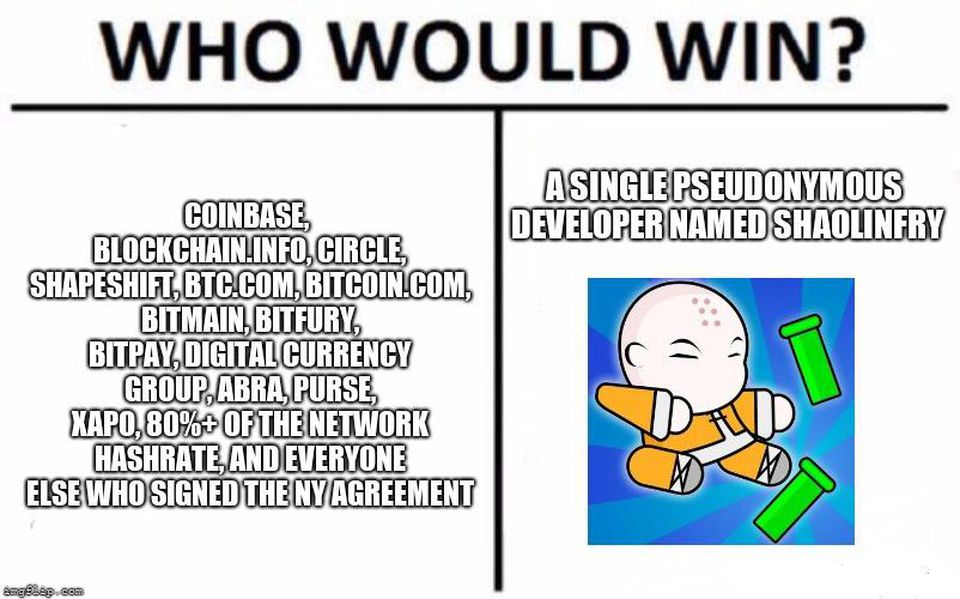 WHO WOULD WIN?
COINBASE,
BLOCKCHAIN.INFO, CIRCLE,
SHAPESHIFT, BTC.COM, BITCOIN.COM,
BITMAIN, BITFURY,
BITPAY, DIGITAL CURRENCY
GROUP, ABRA, PURSE,
XAPO, 80%+ OF THE NETWORK
HASHRATE, AND EVERYONE
ELSE WHO SIGNED THE NY AGREEMENT
A SINGLE PSEUDONYMOUS
DEVELOPER NAMED SHAOLINFRY
imgflip.com